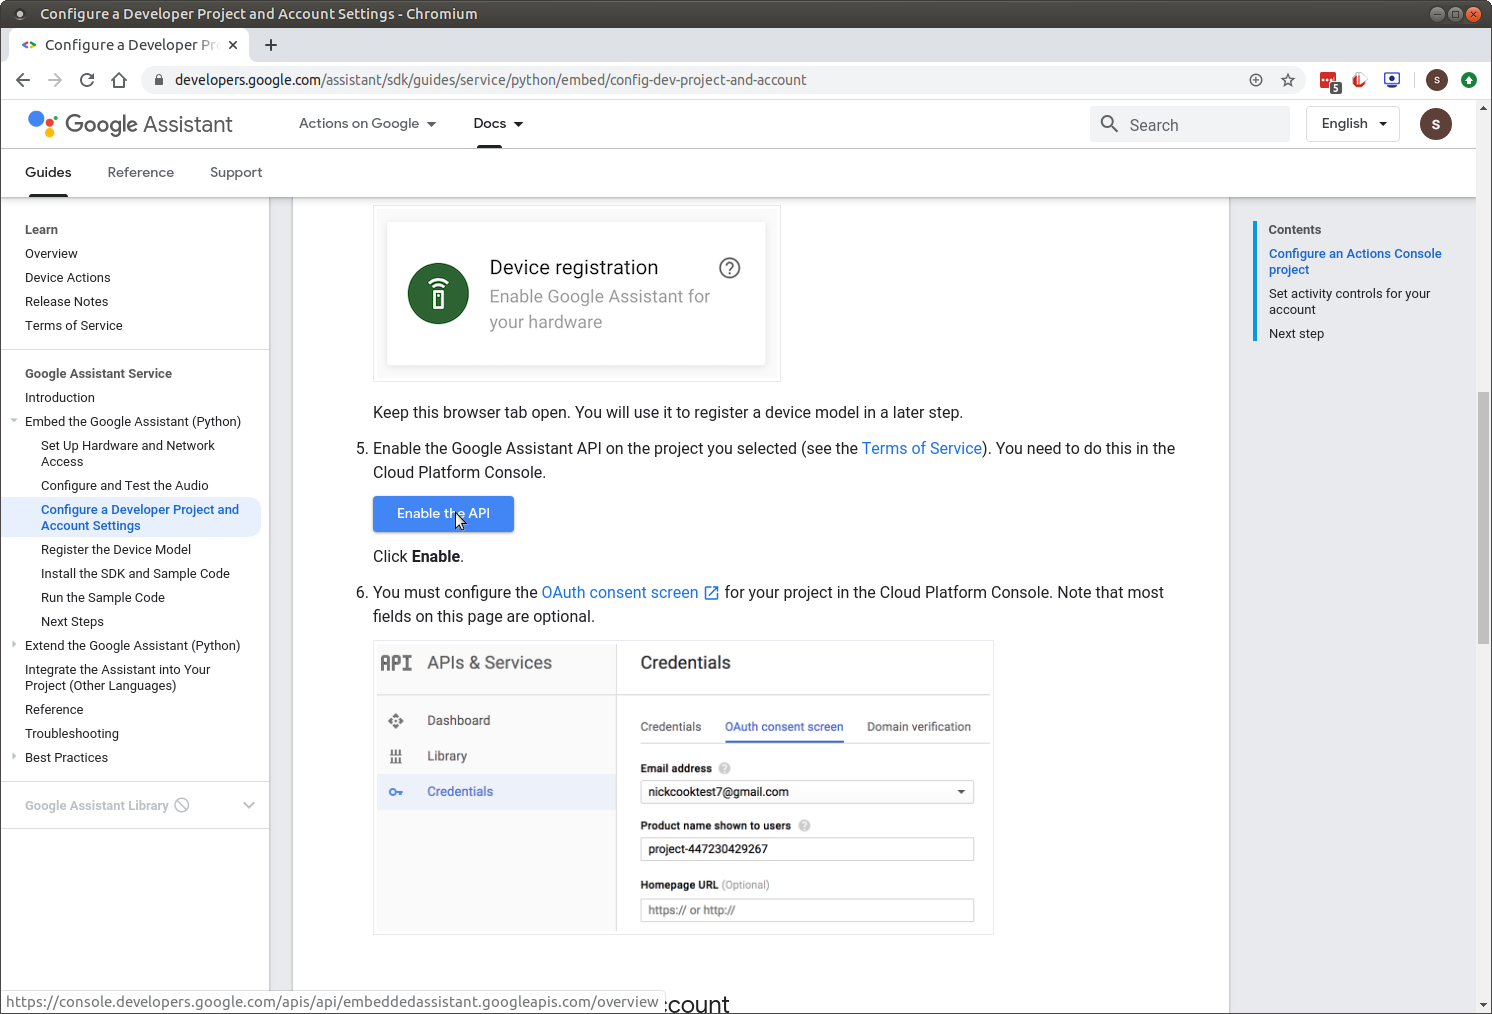 Configure a Developer Project and Account Settings - Chromium
Configure a Developer Pr
developers.google.com/assistant/sdk/guides/service/python/embed/config-dev-project-and-account
5
S
Google Assistant
Actions on Google
Docs
Search
English
S
Guides
Reference
Support
Learn
Overview
Device Actions
Release Notes
Terms of Service
Google Assistant Service
Introduction
Embed the Google Assistant (Python)
Set Up Hardware and Network
Access
Configure and Test the Audio
Configure a Developer Project and
Account Settings
Register the Device Model
Install the SDK and Sample Code
Run the Sample Code
Next Steps
Extend the Google Assistant (Python)
Integrate the Assistant into Your
Project (Other Languages)
Reference
Troubleshooting
Best Practices
Google Assistant Library
Device registration
Enable Google Assistant for
your hardware
Keep this browser tab open. You will use it to register a device model in a later step.
5. Enable the Google Assistant API on the project you selected (see the Terms of Service). You need to do this in the
Cloud Platform Console.
Enable the API
Click Enable.
6. You must configure the OAuth consent screen for your project in the Cloud Platform Console. Note that most
fields on this page are optional.
API APIs & Services
Dashboard
Library
Credentials
Credentials
Credentials OAuth consent screen Domain verification
Email address
nickcooktest7@gmail.com
Product name shown to users
project-447230429267
Homepage URL (Optional)
https:// or http://
Contents
Configure an Actions Console
project
Set activity controls for your
account
Next step
https://console.developers.google.com/apis/api/embeddedassistant.googleapis.com/overview
count